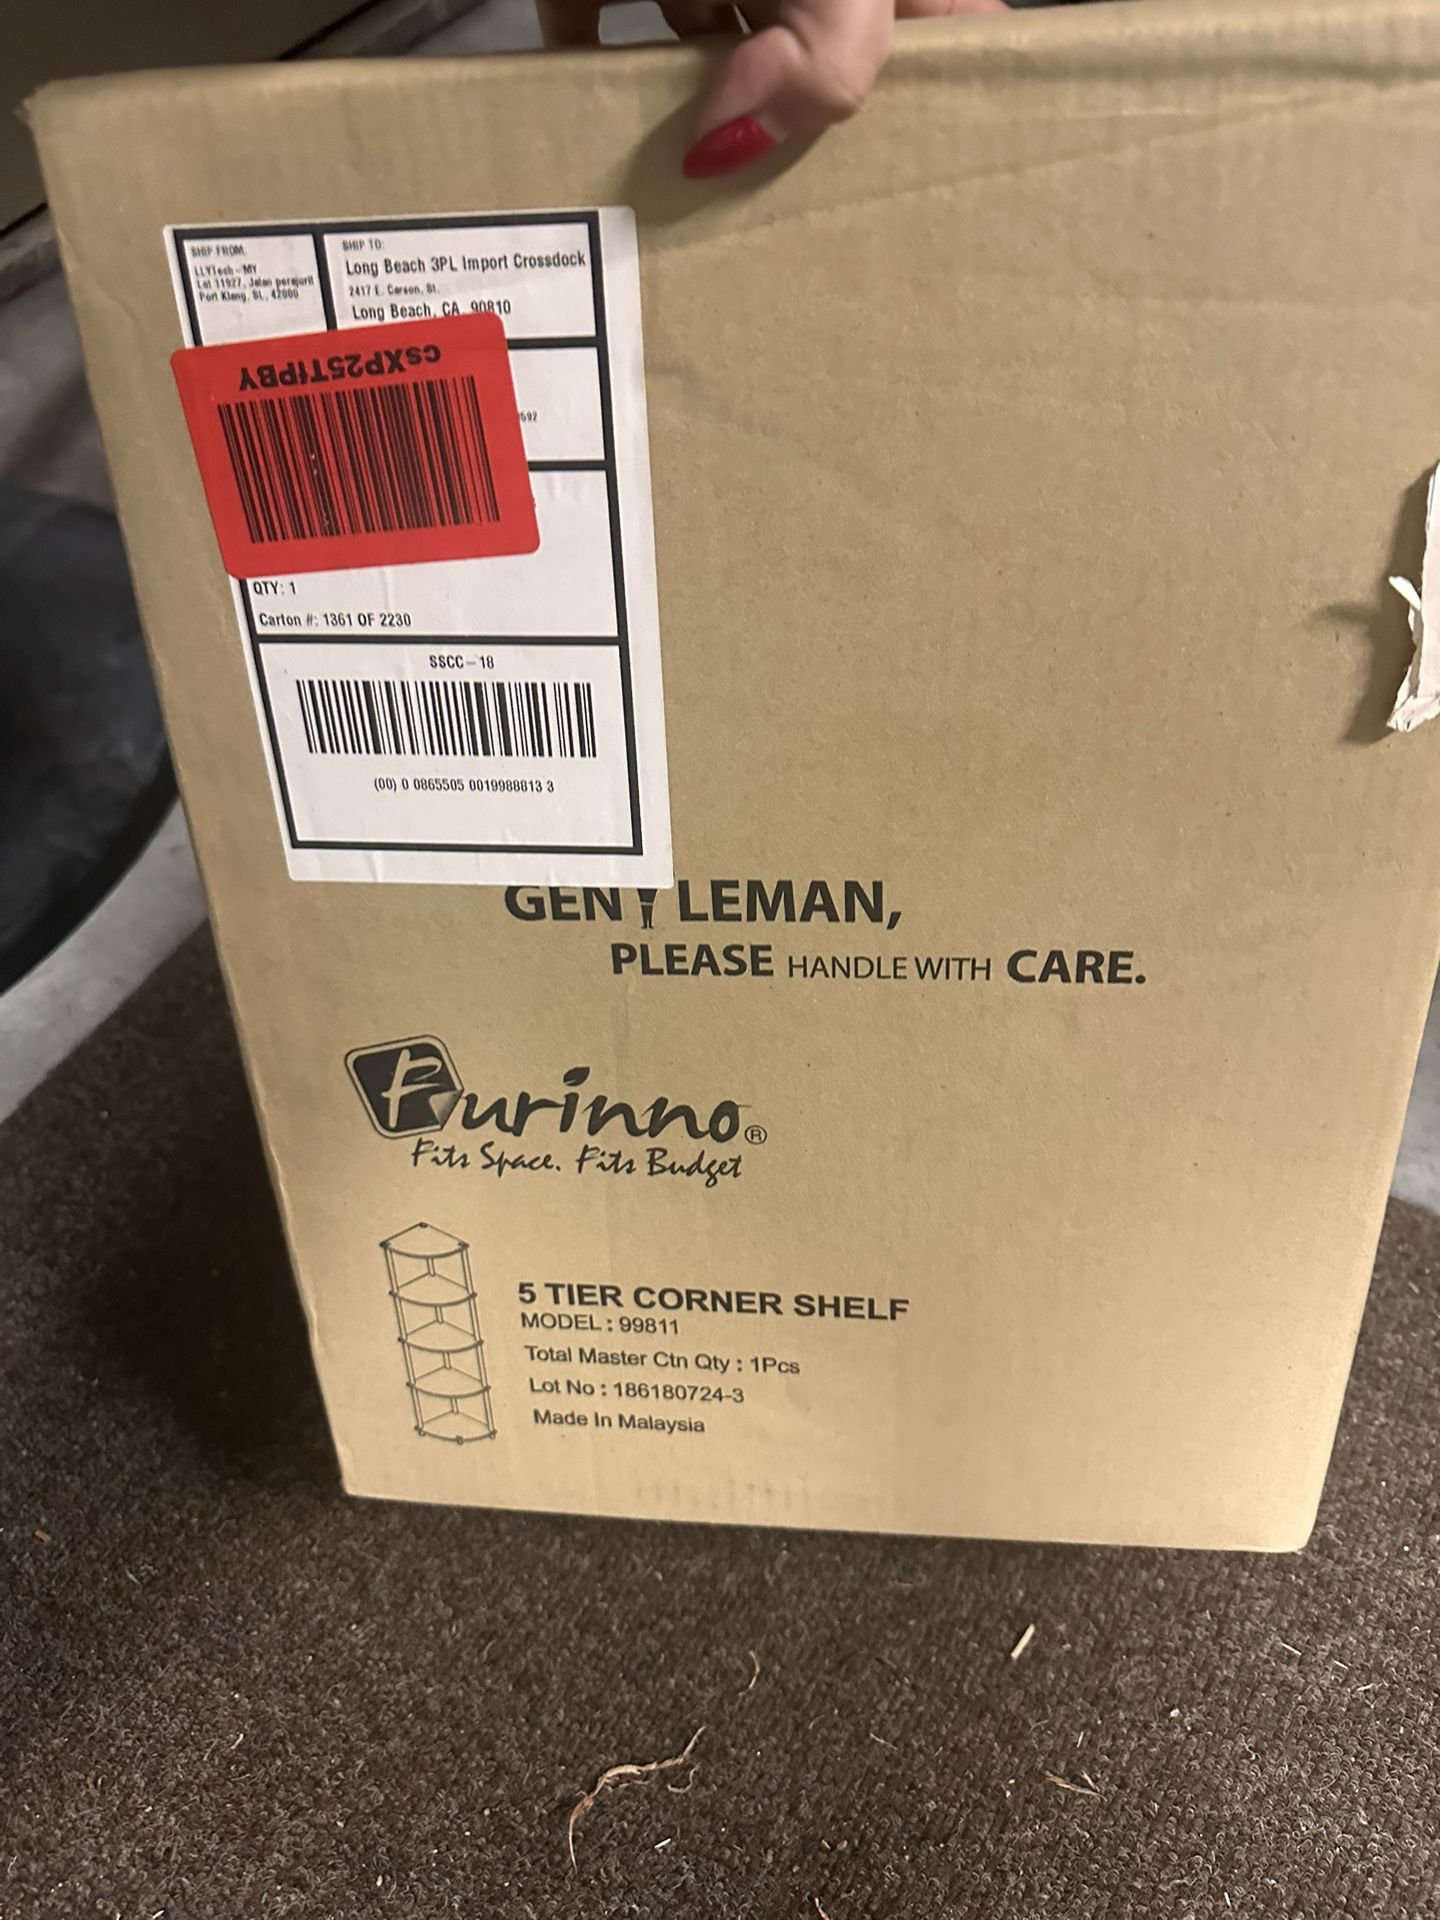 SHIP FROM:
LLYTech - MY
Lot 11927, Jalan perajurit
Port Klang, SL, 42000
SHIP TO:
Long Beach 3PL Import Crossdock
2417 E. Carson, St.
Long Beach, CA 90810
csXP25TfPBY
592
QTY: 1
Carton #: 1361 OF 2230
SSCC - 18
(00) 0 0865505 0019988813 3
GENTLEMAN,
PLEASE HANDLE WITH CARE.
Furinno®
Fits Space. Fits Budget
5 TIER CORNER SHELF
MODEL : 99811
Total Master Ctn Qty : 1Pcs
Lot No : 186180724-3
Made In Malaysia